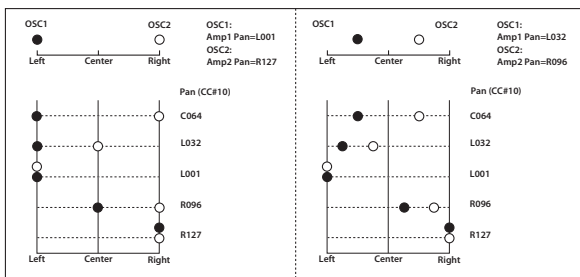 OSC1 OSC2 OSC1:
Amp1 Pan=L001
OSC2:
Amp2 Pan=R127
Left Center Right
Pan (CC#10)
C064
L032
L001
R096
R127
Left Center Right
OSC1 OSC2 OSC1:
Amp1 Pan=L032
OSC2:
Amp2 Pan=R096
Left Center Right
Pan (CC#10)
C064
L032
L001
R096
R127
Left Center Right